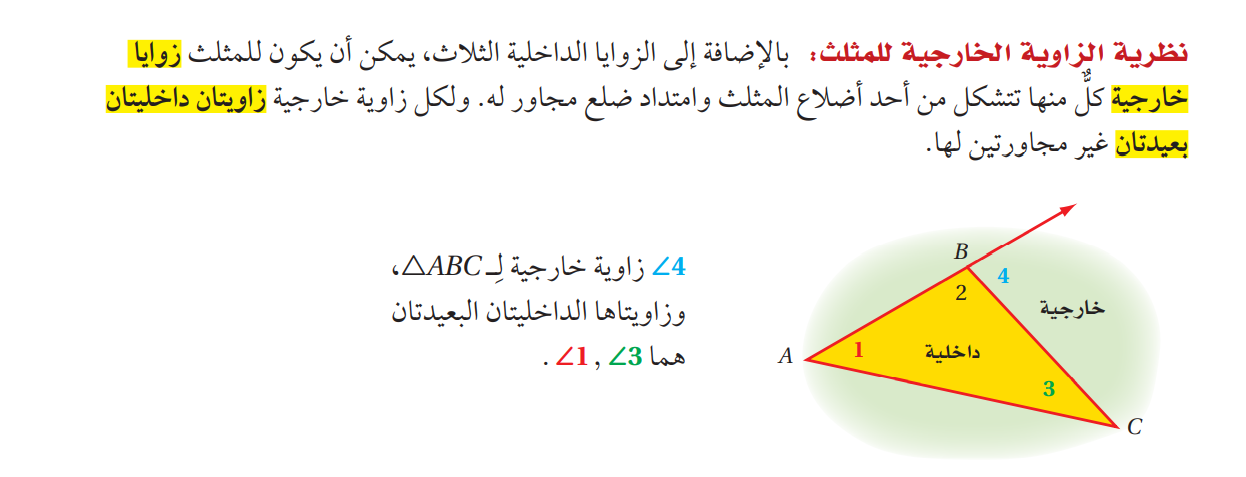 نظرية الزاوية الخارجية للمثلث: بالإضافة إلى الزوايا الداخلية الثلاث، يمكن أن يكون للمثلث زوايا
خارجية كلٌّ منها تتشكل من أحد أضلاع المثلث وامتداد ضلع مجاور له. ولكل زاوية خارجية زاويتان داخليتان
بعيدتان غير مجاورتين لها.
B
4
2
خارجية
داخلية
1
A
3
C
∠4 زاوية خارجية لِـ △ABC،
وزاويتاها الداخليتان البعيدتان
هما ∠1 , ∠3 .